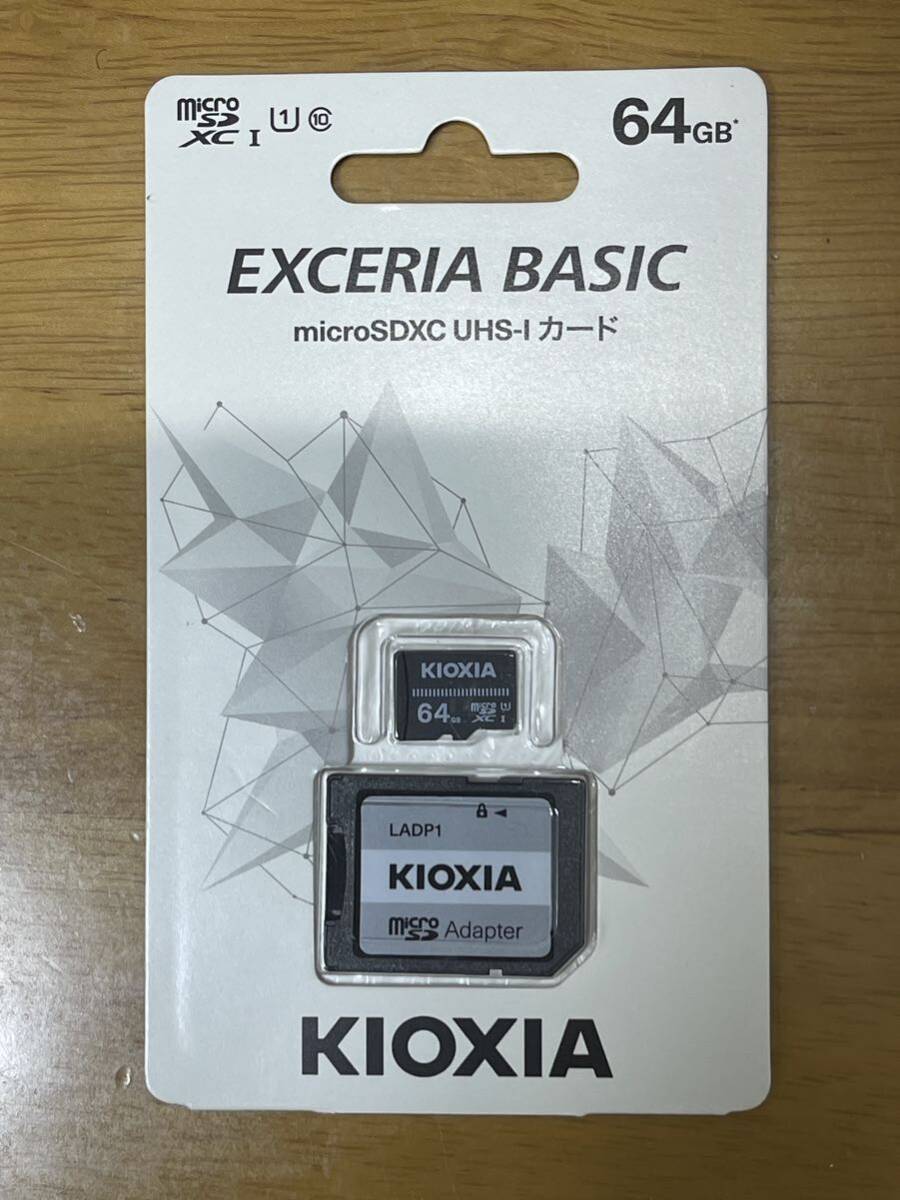 micro SD XC I U1 10
64GB*
EXCERIA BASIC
microSDXC UHS-I カード
KIOXIA
64GB micro SD XC I U1
LADP1
KIOXIA
micro SD Adapter
KIOXIA